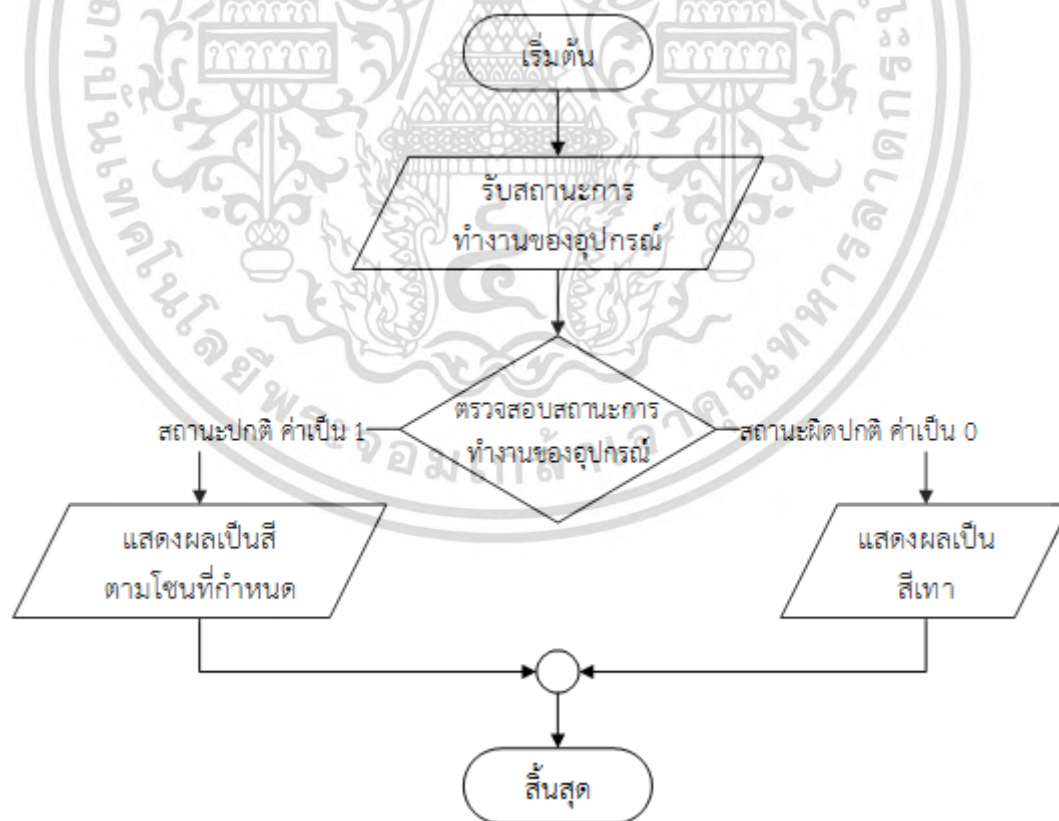 เริ่มต้น
รับสถานะการ
ทำงานของอุปกรณ์
ตรวจสอบสถานะการ
ทำงานของอุปกรณ์
สถานะปกติ ค่าเป็น 1
สถานะผิดปกติ ค่าเป็น 0
แสดงผลเป็นสี
ตามโซนที่กำหนด
แสดงผลเป็น
สีเทา
สิ้นสุด